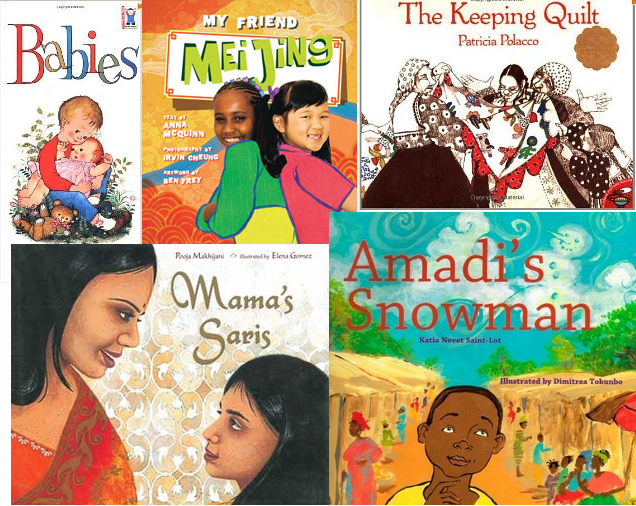 Babies
MY FRIEND
MEI JING
TEXT BY
ANNA
MCQUINN
PHOTOGRAPHY BY
IRVIN CHEUNG
ARTWORK BY
BEN FREY
The Keeping Quilt
Patricia Polacco
Pooja Makhijani illustrated by Elena Gomez
Mama's
Saris
Amadi's
Snowman
Katia Novet Saint-Lot
Illustrated by Dimitrea Tokunbo